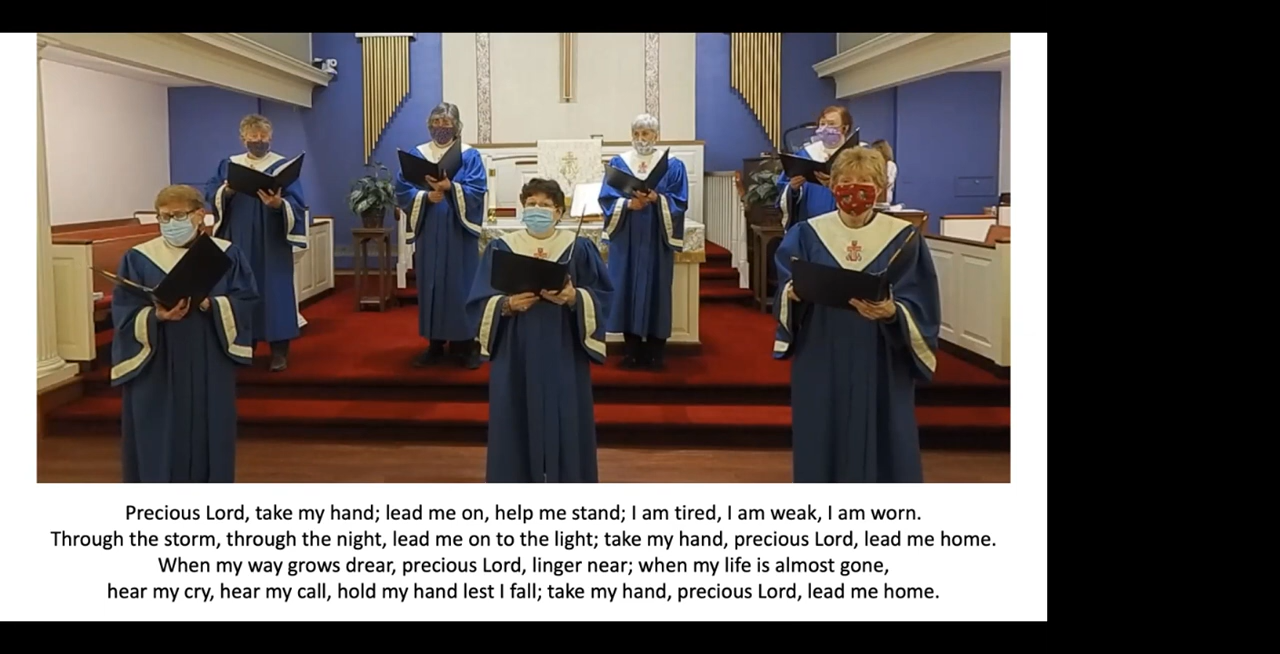 Precious Lord, take my hand; lead me on, help me stand; I am tired, I am weak, I am worn.
Through the storm, through the night, lead me on to the light; take my hand, precious Lord, lead me home.
When my way grows drear, precious Lord, linger near; when my life is almost gone,
hear my cry, hear my call, hold my hand lest I fall; take my hand, precious Lord, lead me home.